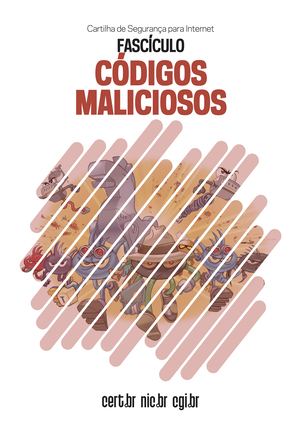 Cartilha de Segurança para Internet
FASCÍCULO
CÓDIGOS
MALICIOSOS
cert.br nic.br cgi.br